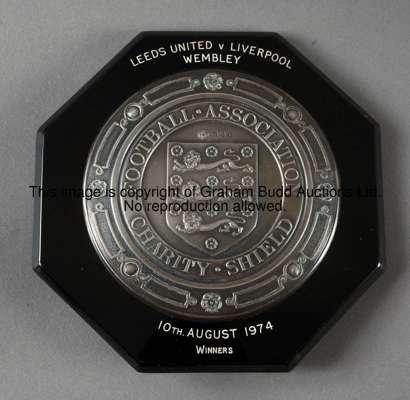 LEEDS UNITED v LIVERPOOL
WEMBLEY
FOOTBALL · ASSOCIATION
This image is copyright of Graham Budd Auctions Ltd.
No reproduction allowed.
CHARITY · SHIELD
10TH. AUGUST 1974
WINNERS